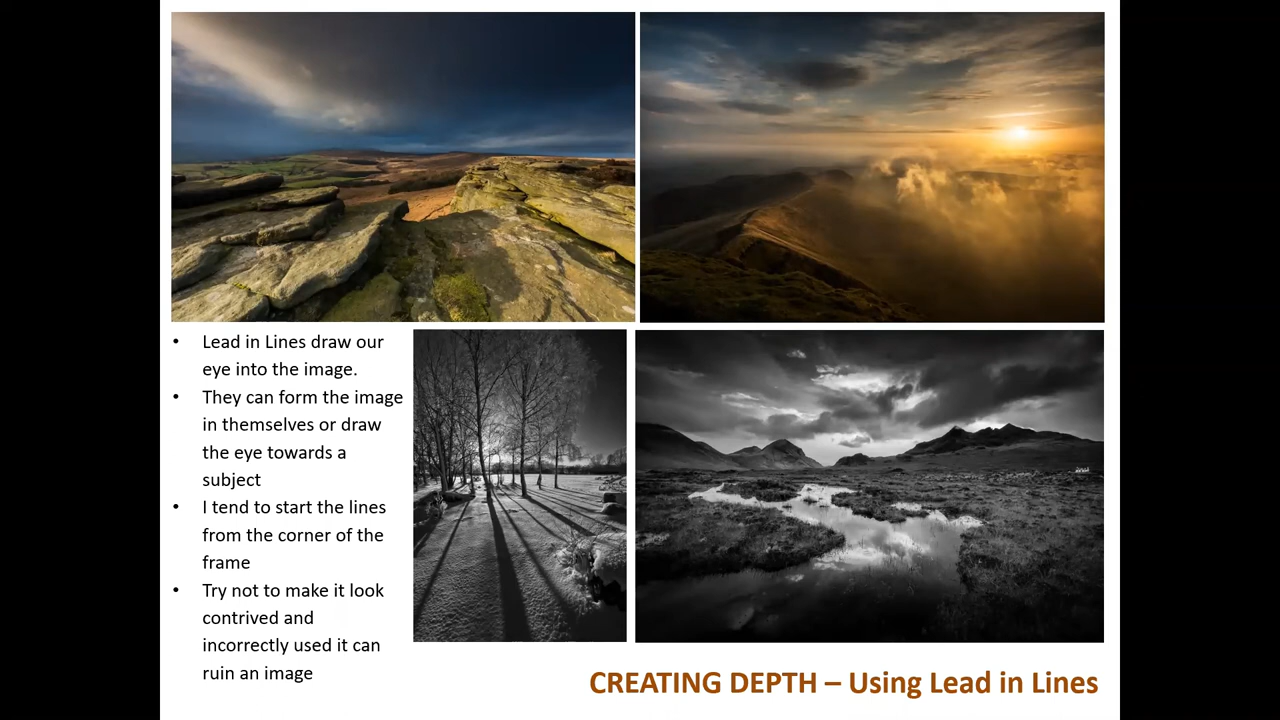 • Lead in Lines draw our
eye into the image.
• They can form the image
in themselves or draw
the eye towards a
subject
• I tend to start the lines
from the corner of the
frame
• Try not to make it look
contrived and
incorrectly used it can
ruin an image
CREATING DEPTH – Using Lead in Lines